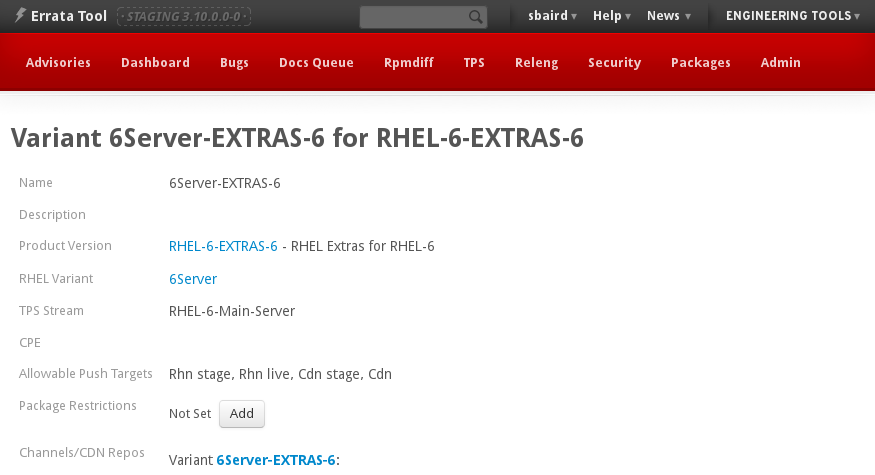 Errata Tool · STAGING 3.10.0.0-0 · sbaird ▾ Help ▾ News ▾ ENGINEERING TOOLS ▾
Advisories Dashboard Bugs Docs Queue Rpmdiff TPS Releng Security Packages Admin
Variant 6Server-EXTRAS-6 for RHEL-6-EXTRAS-6
Name 6Server-EXTRAS-6
Description
Product Version RHEL-6-EXTRAS-6 - RHEL Extras for RHEL-6
RHEL Variant 6Server
TPS Stream RHEL-6-Main-Server
CPE
Allowable Push Targets Rhn stage, Rhn live, Cdn stage, Cdn
Package Restrictions Not Set Add
Channels/CDN Repos Variant 6Server-EXTRAS-6: